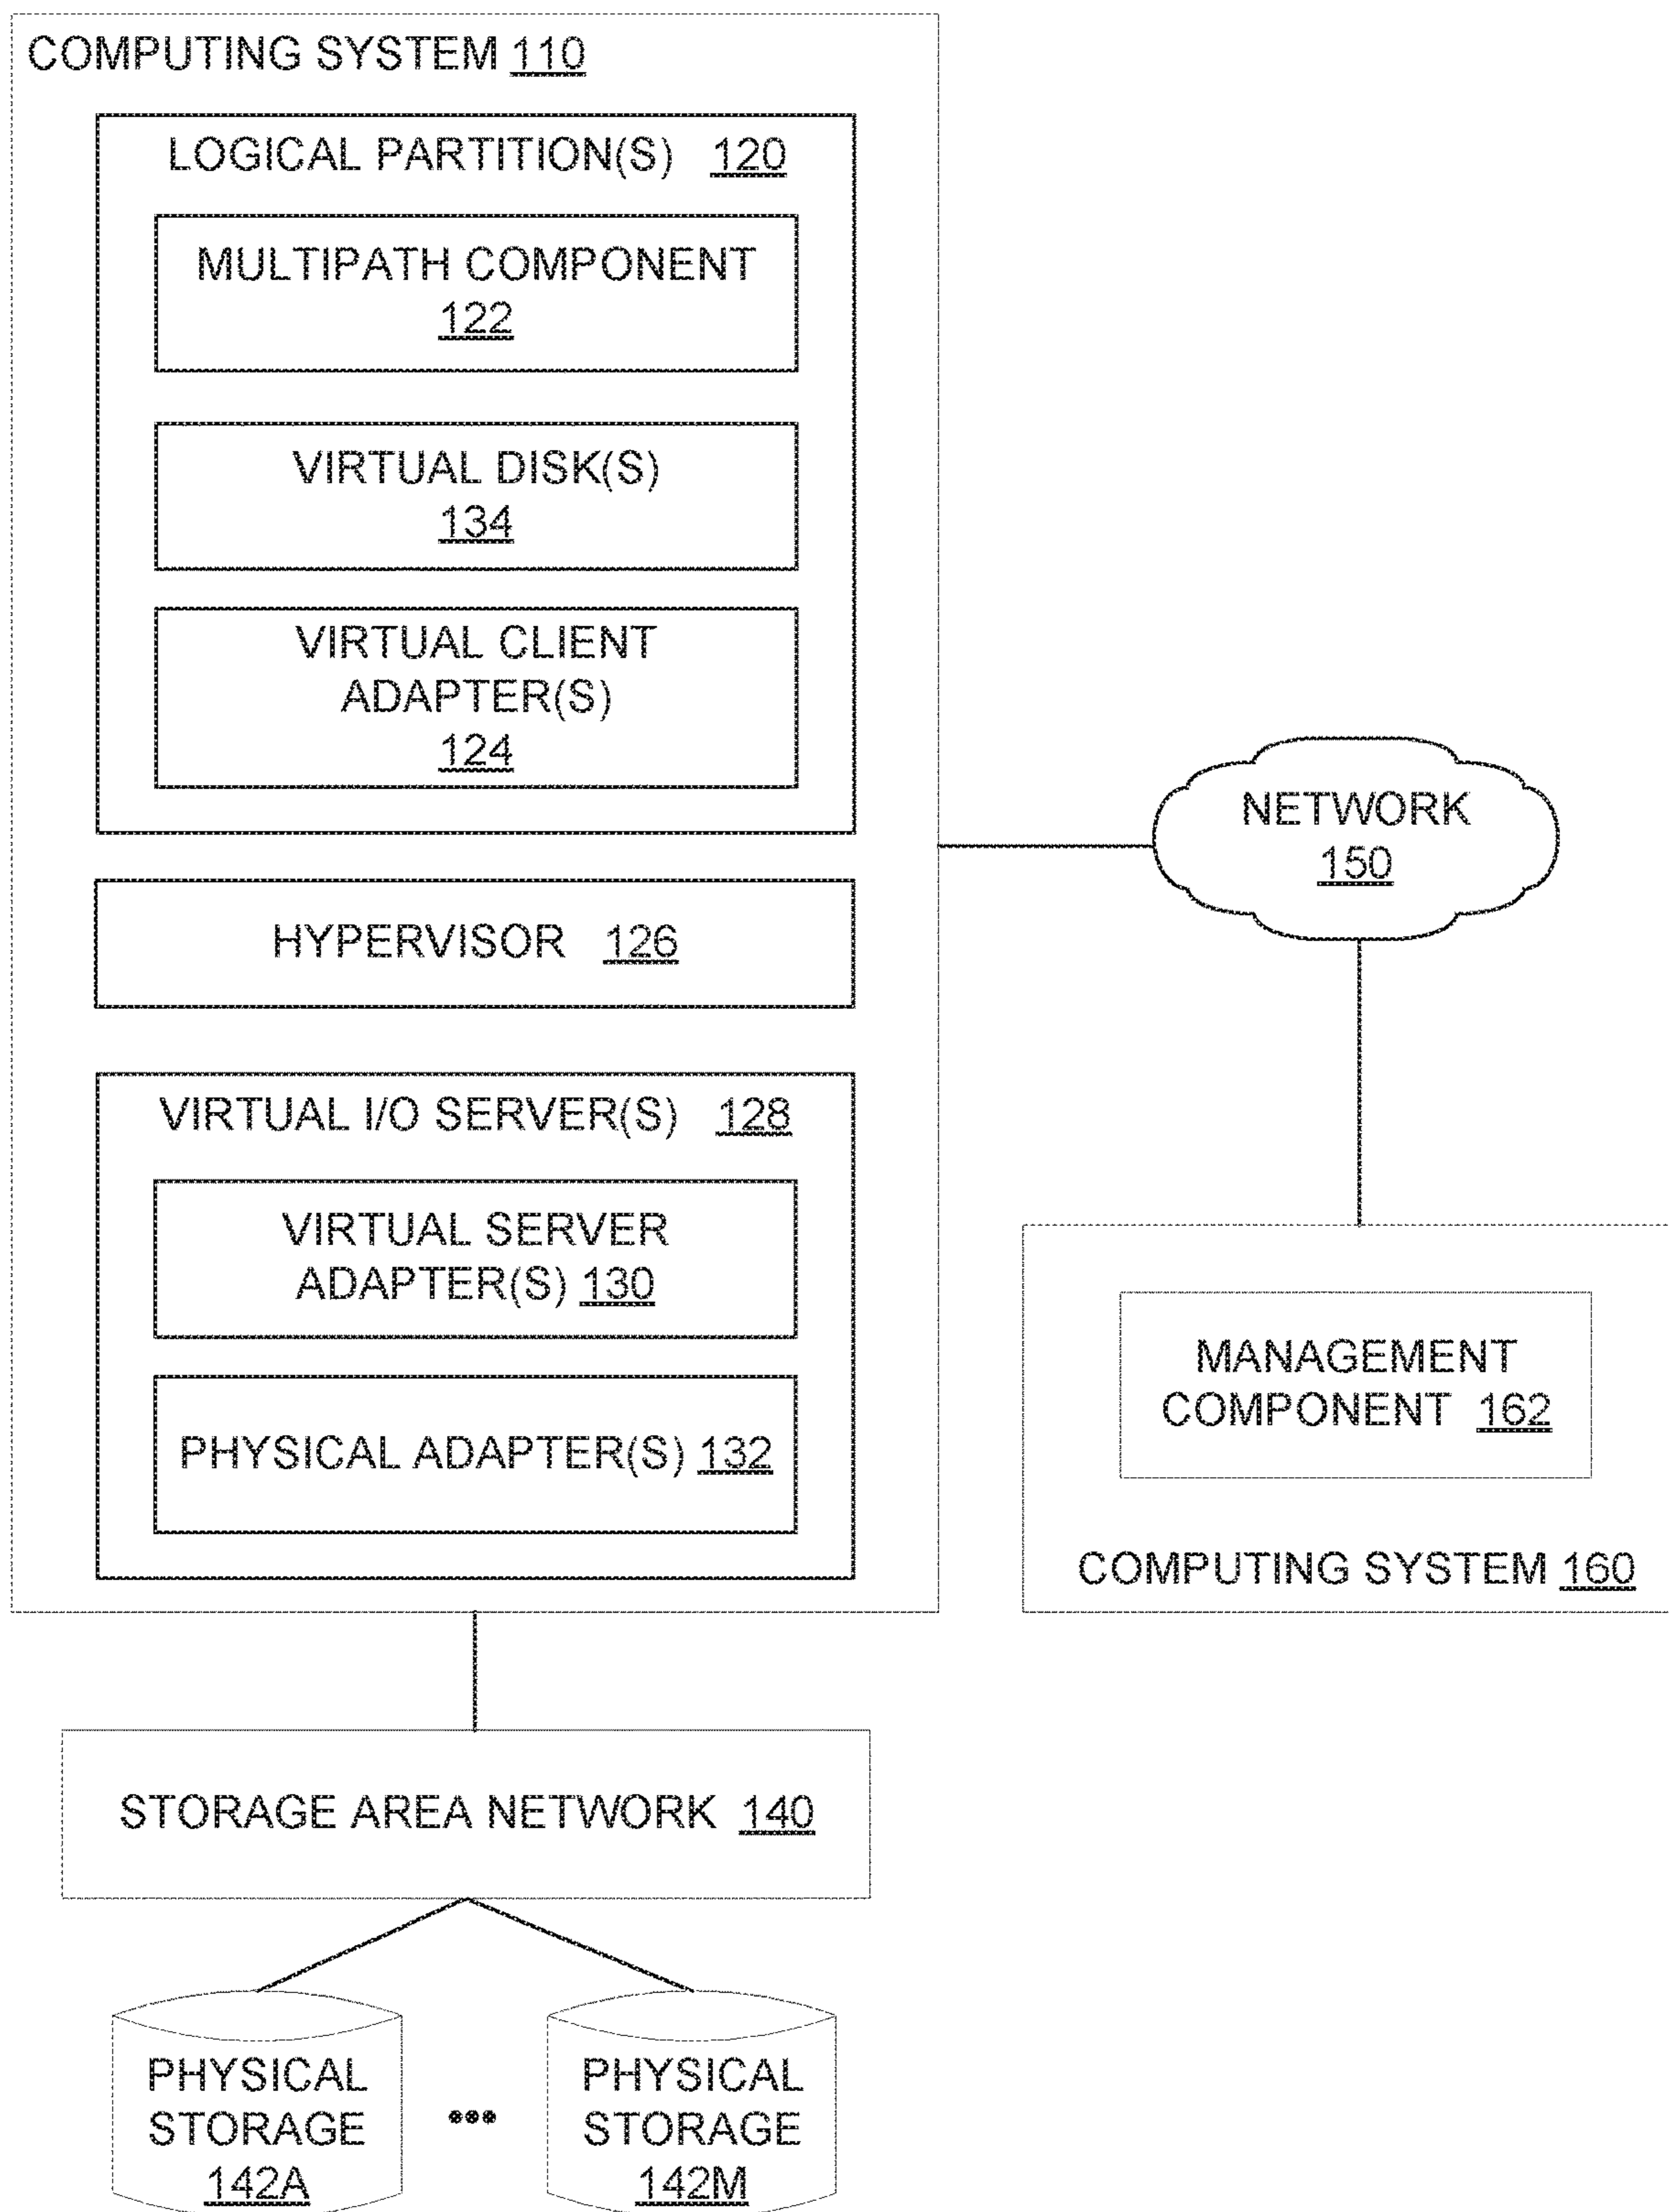 COMPUTING SYSTEM 110
LOGICAL PARTITION(S) 120
MULTIPATH COMPONENT
122
VIRTUAL DISK(S)
134
VIRTUAL CLIENT
ADAPTER(S)
124
HYPERVISOR 126
VIRTUAL I/O SERVER(S) 128
VIRTUAL SERVER
ADAPTER(S) 130
PHYSICAL ADAPTER(S) 132
NETWORK
150
MANAGEMENT
COMPONENT 162
COMPUTING SYSTEM 160
STORAGE AREA NETWORK 140
PHYSICAL
STORAGE
142A
•••
PHYSICAL
STORAGE
142M